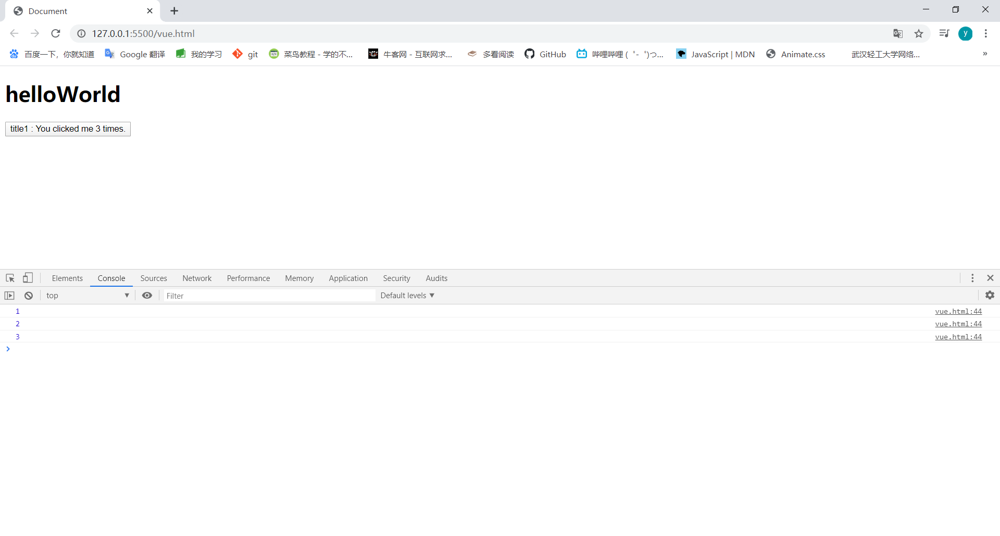 Document
127.0.0.1:5500/vue.html
百度一下，你就知道 Google 翻译 我的学习 git 菜鸟教程 - 学的不... 牛客网 - 互联网求... 多看阅读 GitHub 哔哩哔哩 ( ゜- ゜)つ... JavaScript | MDN Animate.css 武汉轻工大学网络... »
helloWorld
title1 : You clicked me 3 times.
Elements Console Sources Network Performance Memory Application Security Audits
top Filter Default levels
1 vue.html:44
2 vue.html:44
3 vue.html:44